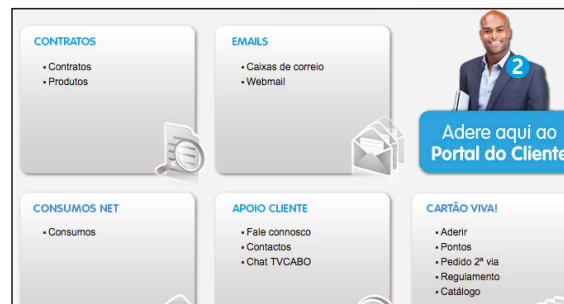 CONTRATOS
▪ Contratos
▪ Produtos
EMAILS
▪ Caixas de correio
▪ Webmail
2
Adere aqui ao
Portal do Cliente
CONSUMOS NET
▪ Consumos
APOIO CLIENTE
▪ Fale connosco
▪ Contactos
▪ Chat TVCABO
CARTÃO VIVA!
▪ Aderir
▪ Pontos
▪ Pedido 2ª via
▪ Regulamento
▪ Catálogo